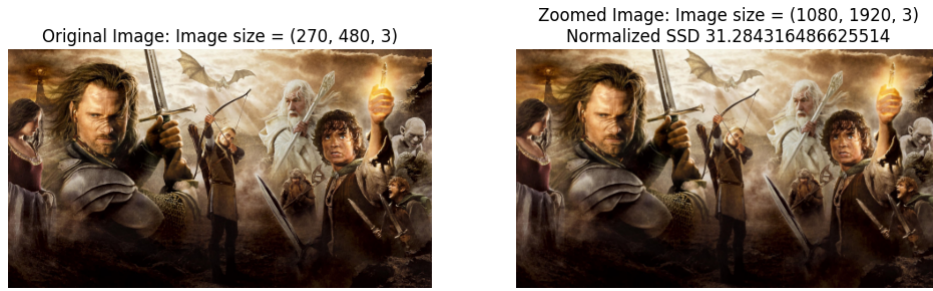 Original Image: Image size = (270, 480, 3)
Zoomed Image: Image size = (1080, 1920, 3)
Normalized SSD 31.284316486625514